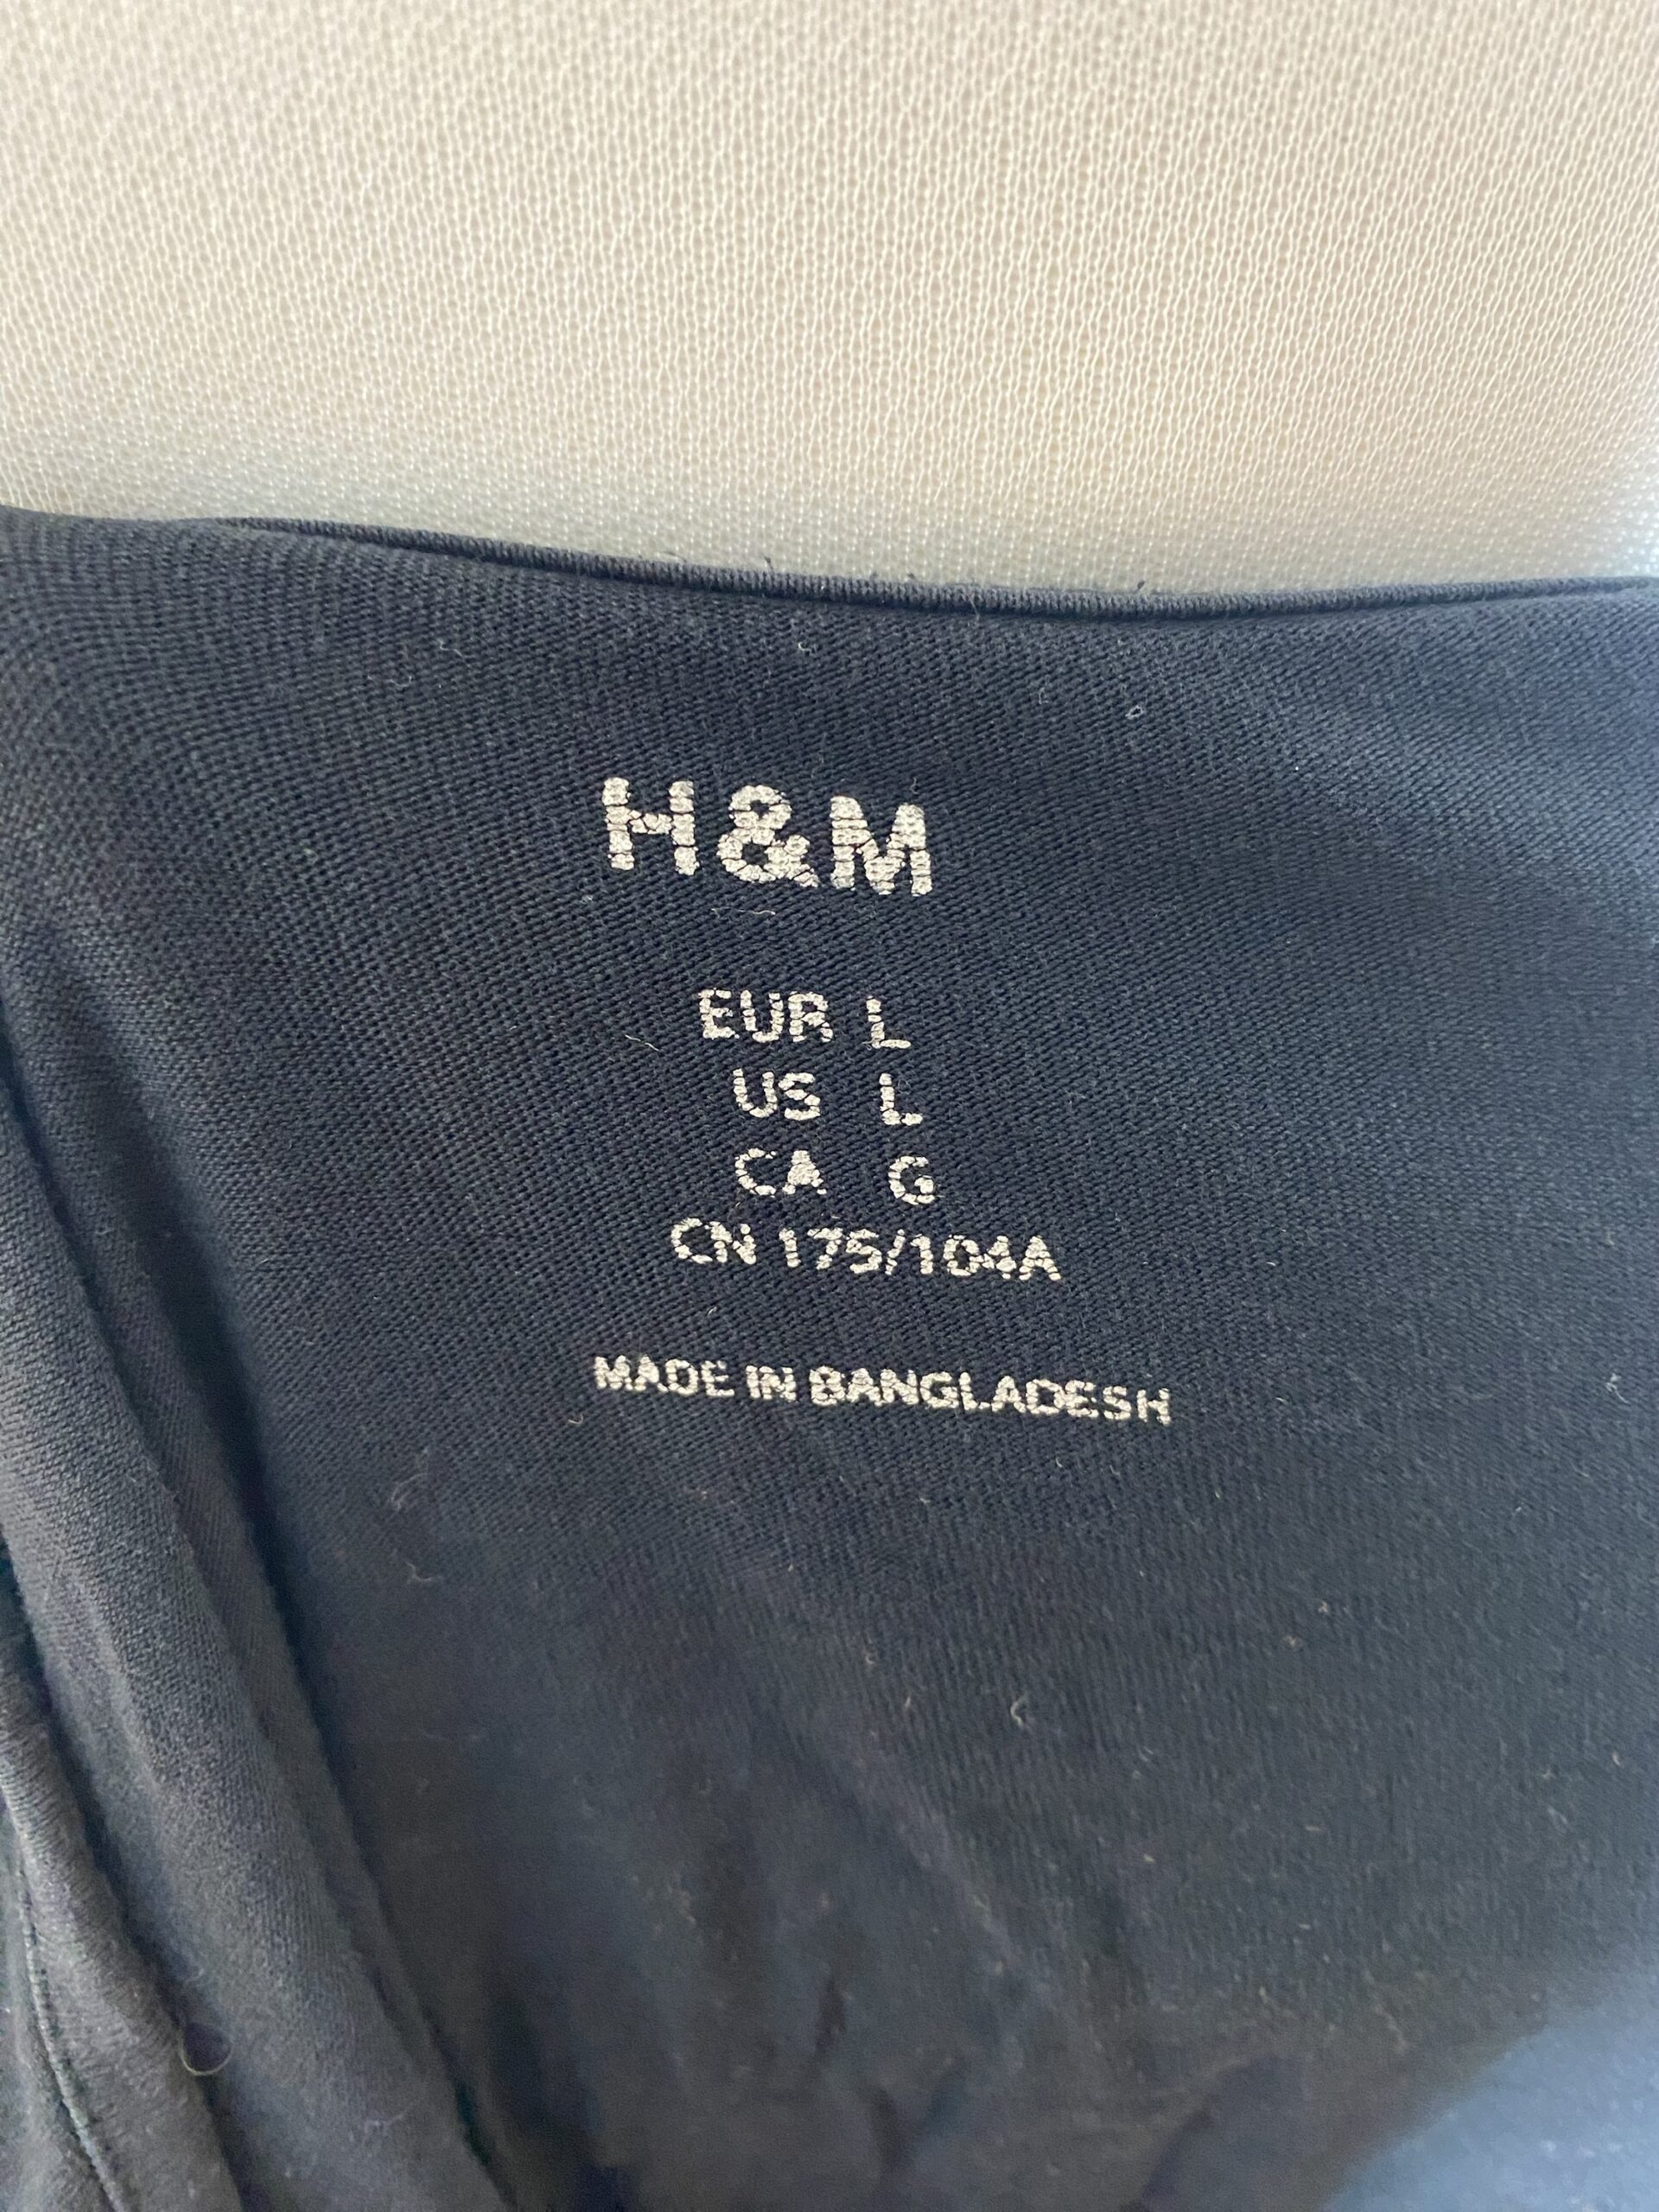 H&M
EUR L
US L
CA G
CN 175/104A
MADE IN BANGLADESH